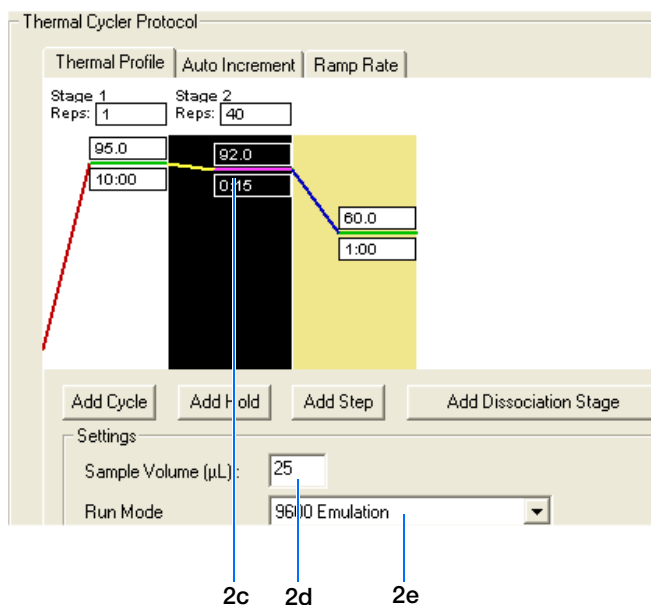 Thermal Cycler Protocol
Thermal Profile Auto Increment Ramp Rate
Stage 1 Stage 2
Reps: 1 Reps: 40
95.0 92.0
10:00 0:15
60.0
1:00
Add Cycle Add Hold Add Step Add Dissociation Stage
Settings
Sample Volume (µL) : 25
Run Mode 9600 Emulation
2c 2d 2e